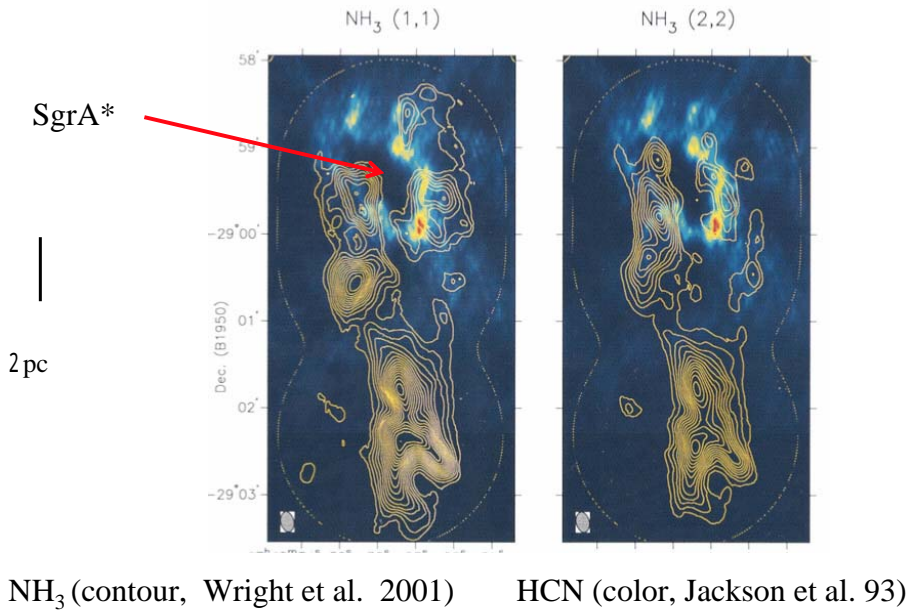 NH₃ (1,1)
NH₃ (2,2)
58'
SgrA*
59'
-29°00'
01'
Dec. (B1950)
2 pc
02'
-29°03'
NH₃ (contour, Wright et al. 2001)
HCN (color, Jackson et al. 93)